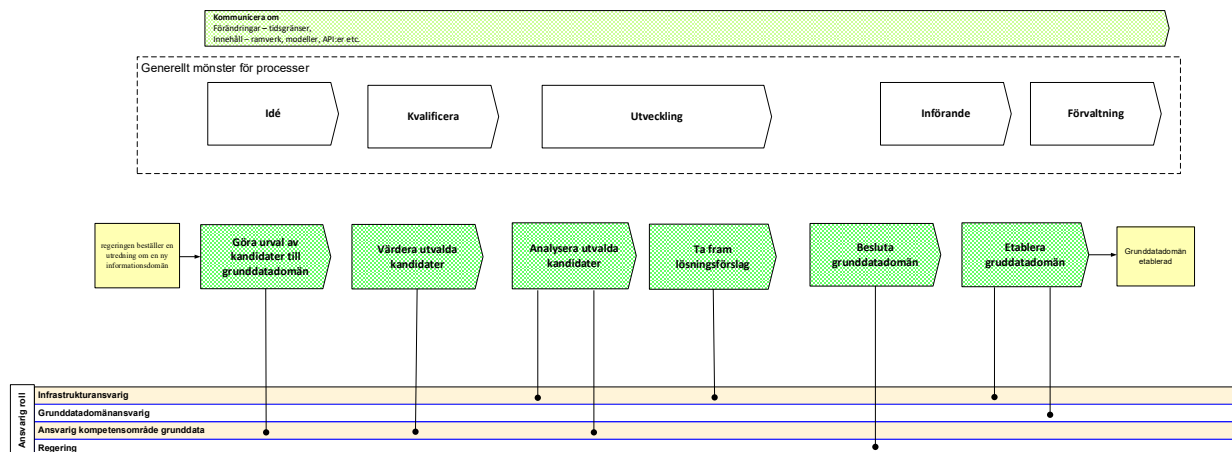 Kommunicera om
Förändringar – tidsgränser,
Innehåll – ramverk, modeller, API:er etc.
Generellt mönster för processer
Idé
Kvalificera
Utveckling
Införande
Förvaltning
regeringen beställer en
utredning om en ny
informationsdomän
Göra urval av
kandidater till
grunddatadomän
Värdera utvalda
kandidater
Analysera utvalda
kandidater
Ta fram
lösningsförslag
Besluta
grunddatadomän
Etablera
gruddatadomän
Grunddatadomän
etablerad
Ansvarig roll
Infrastrukturansvarig
Grunddatadomänansvarig
Ansvarig kompetensområde grunddata
Regering